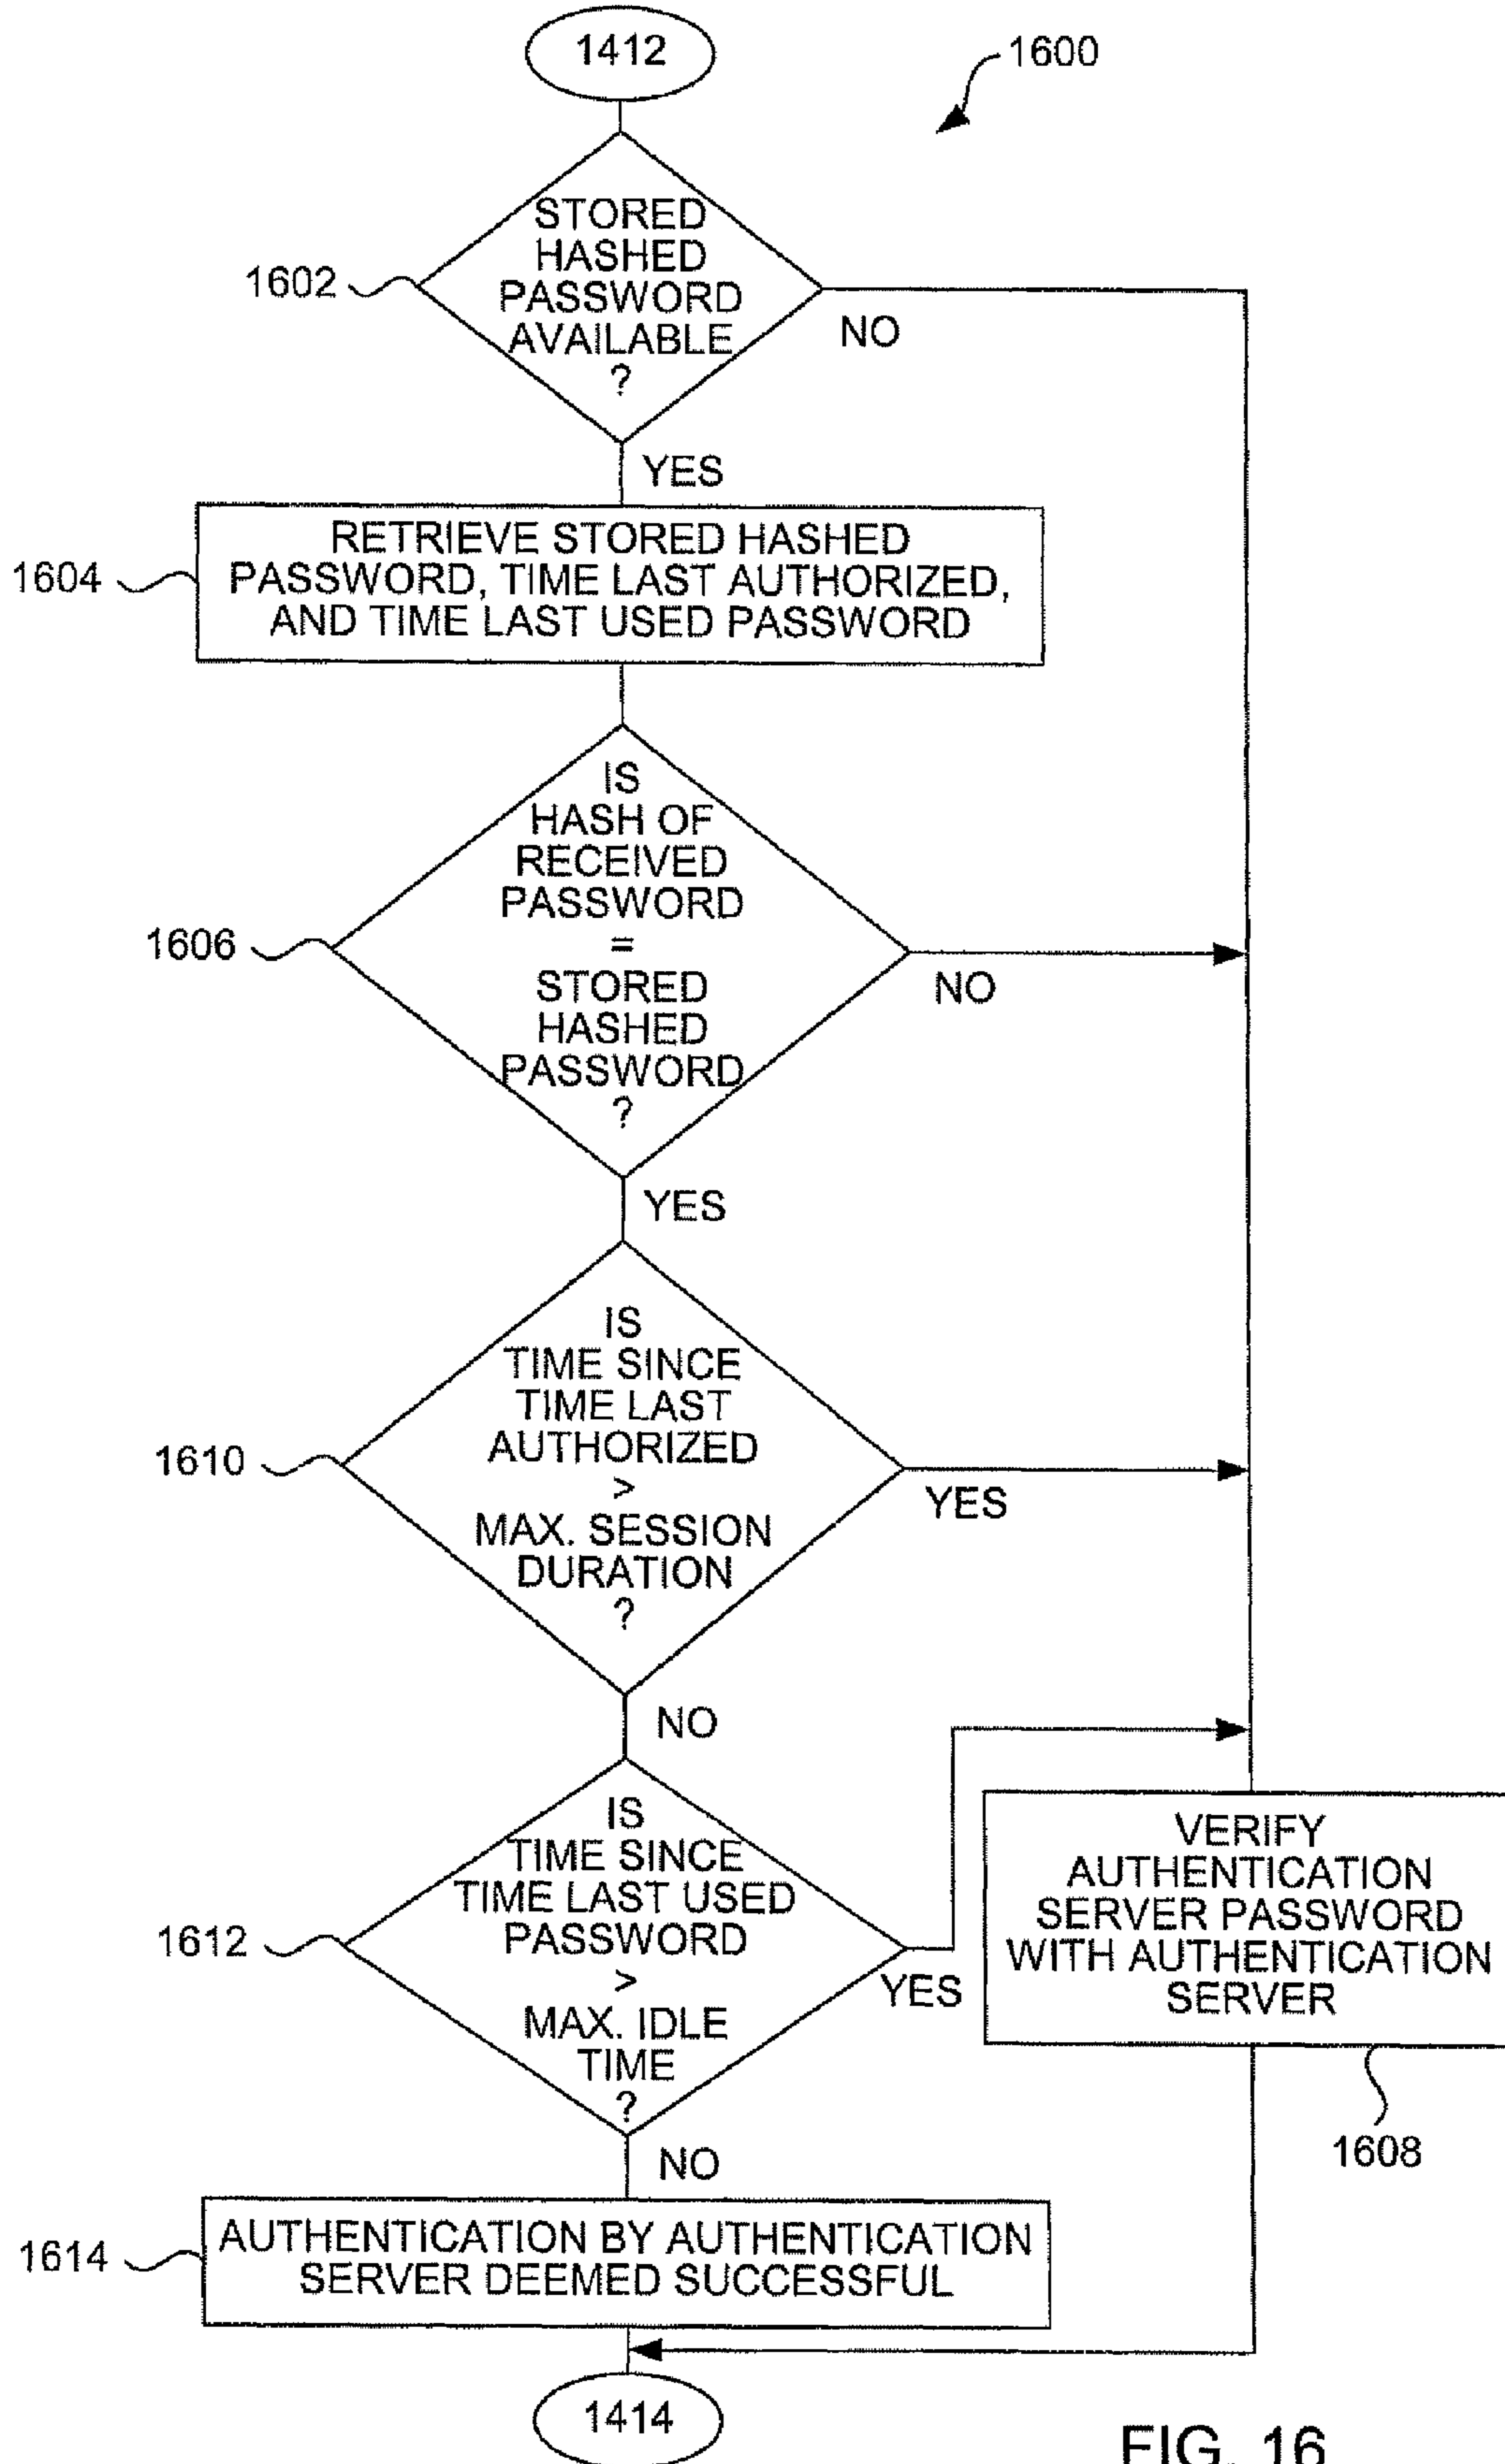 1412
1600
STORED
HASHED
PASSWORD
AVAILABLE
?
1602
NO
YES
RETRIEVE STORED HASHED
PASSWORD, TIME LAST AUTHORIZED,
AND TIME LAST USED PASSWORD
1604
IS
HASH OF
RECEIVED
PASSWORD
=
STORED
HASHED
PASSWORD
?
1606
NO
YES
IS
TIME SINCE
TIME LAST
AUTHORIZED
>
MAX. SESSION
DURATION
?
1610
YES
NO
IS
TIME SINCE
TIME LAST USED
PASSWORD
>
MAX. IDLE
TIME
?
1612
YES
VERIFY
AUTHENTICATION
SERVER PASSWORD
WITH AUTHENTICATION
SERVER
1608
NO
AUTHENTICATION BY AUTHENTICATION
SERVER DEEMED SUCCESSFUL
1614
1414
FIG. 16